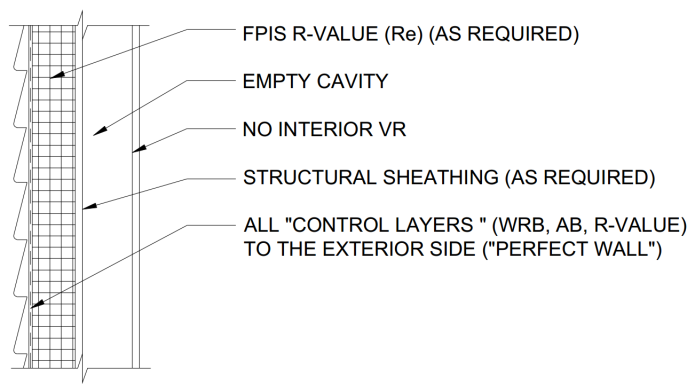 FPIS R-VALUE (Re) (AS REQUIRED)
EMPTY CAVITY
NO INTERIOR VR
STRUCTURAL SHEATHING (AS REQUIRED)
ALL "CONTROL LAYERS " (WRB, AB, R-VALUE)
TO THE EXTERIOR SIDE ("PERFECT WALL")